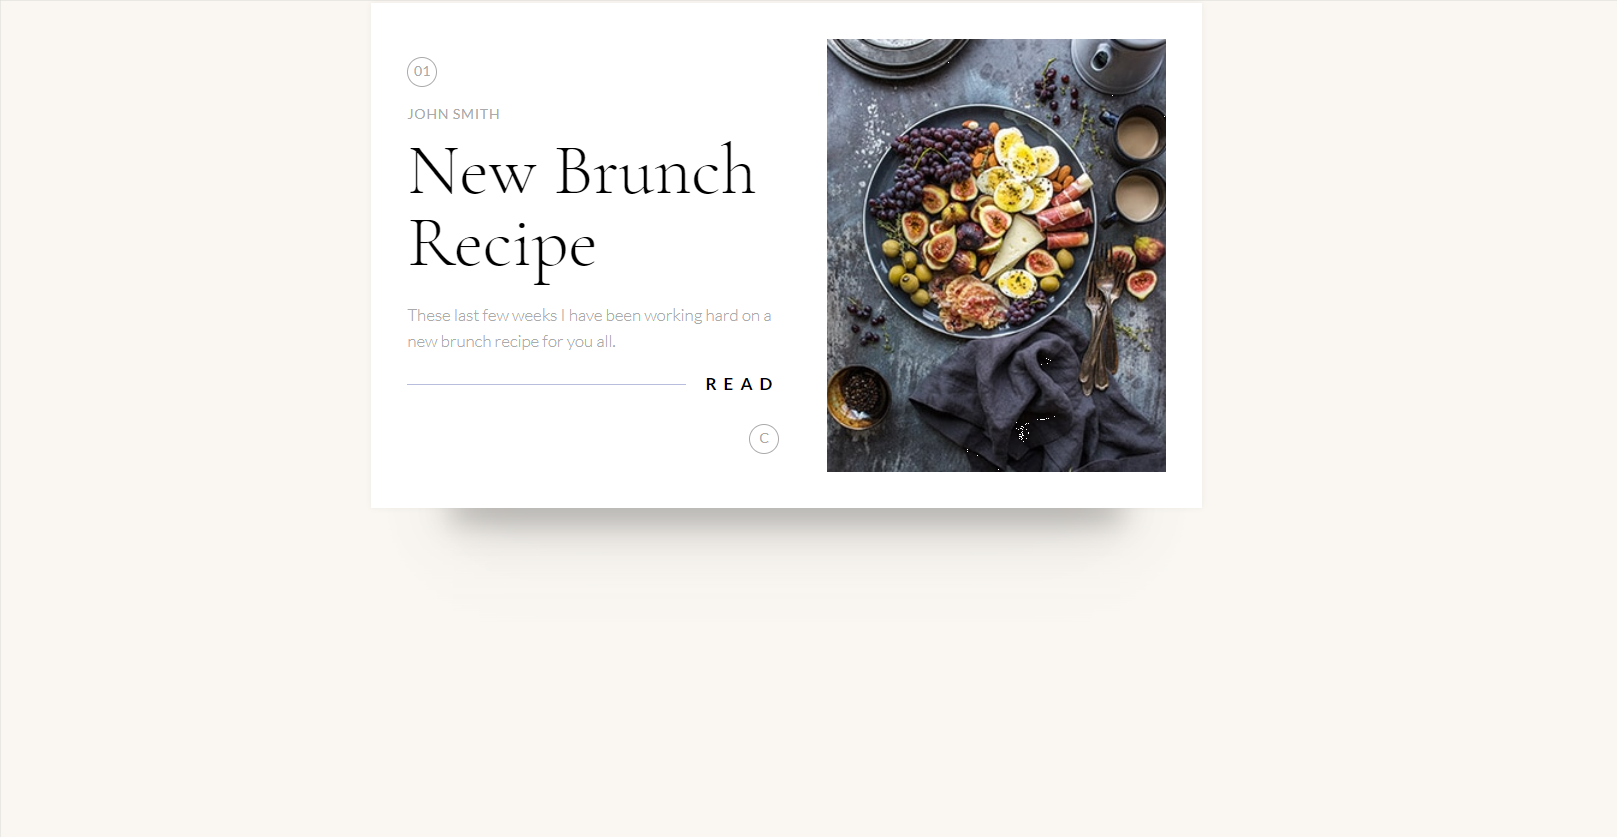 01
JOHN SMITH
New Brunch
Recipe
These last few weeks I have been working hard on a
new brunch recipe for you all.
READ
C